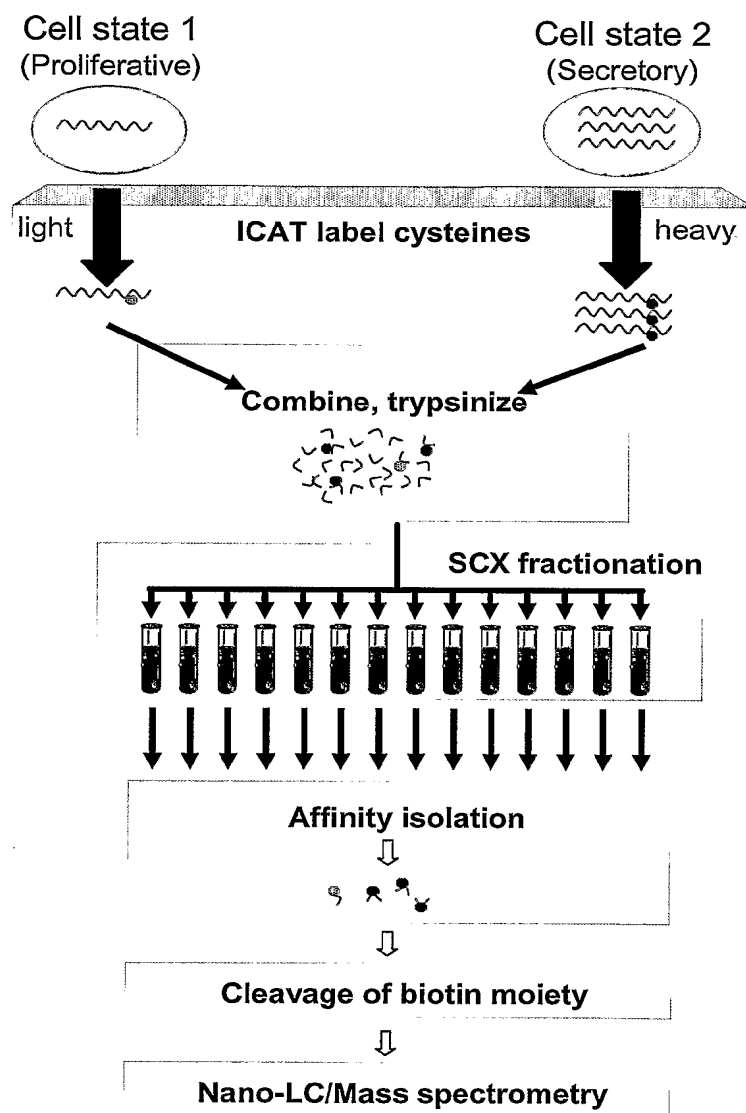 Cell state 1
(Proliferative)
Cell state 2
(Secretory)
light
ICAT label cysteines
heavy
Combine, trypsinize
SCX fractionation
Affinity isolation
Cleavage of biotin moiety
Nano-LC/Mass spectrometry